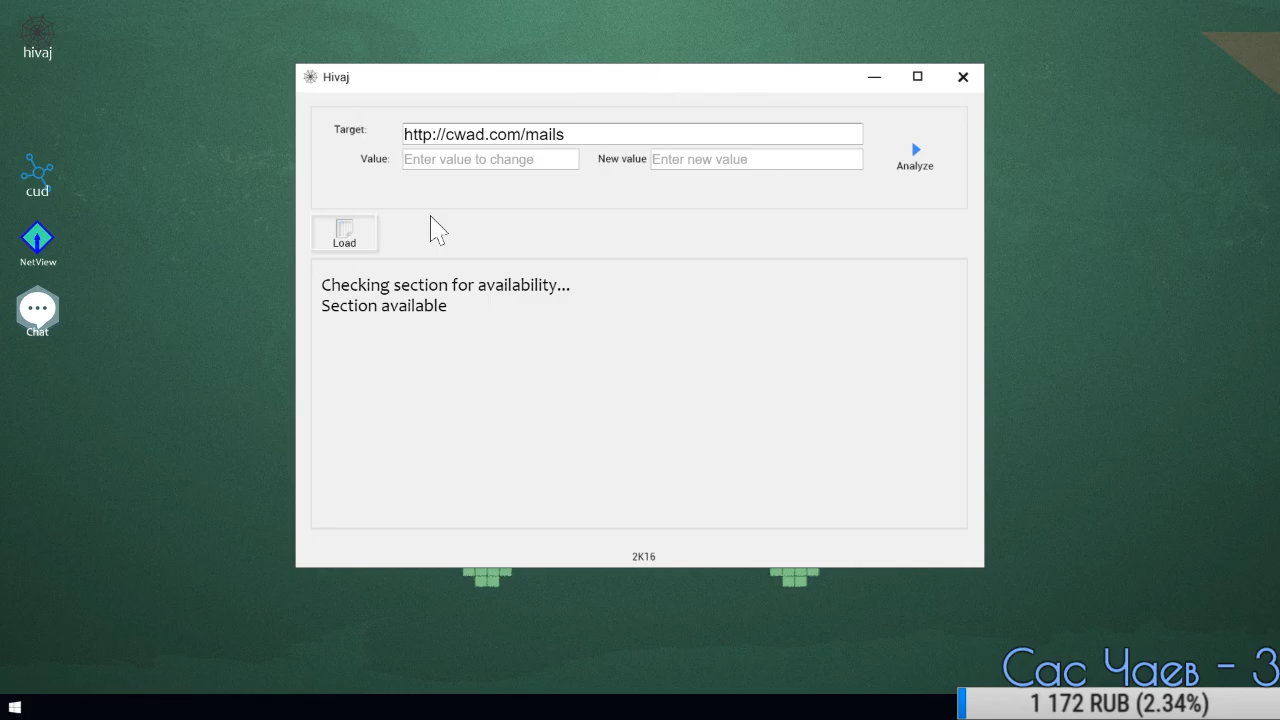 hivaj
cud
NetView
Chat
Hivaj
Target:
http://cwad.com/mails
Value:
Enter value to change
New value
Enter new value
Analyze
Load
Checking section for availability...
Section available
2K16
Сас Чаев - 3
1 172 RUB (2.34%)